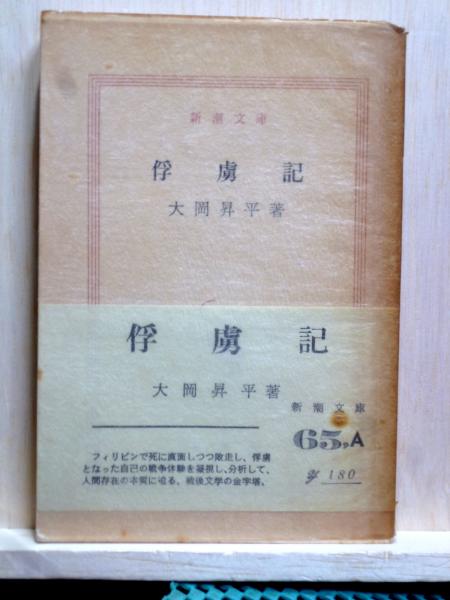 新潮文庫
俘虜記
大岡昇平著
俘虜記
大岡昇平著
新潮文庫
65,A
¥ 180
フィリピンで死に直面しつつ敗走し、俘虜
となった自己の戦争体験を凝視し、分析して、
人間存在の本質に迫る、戦後文学の金字塔。